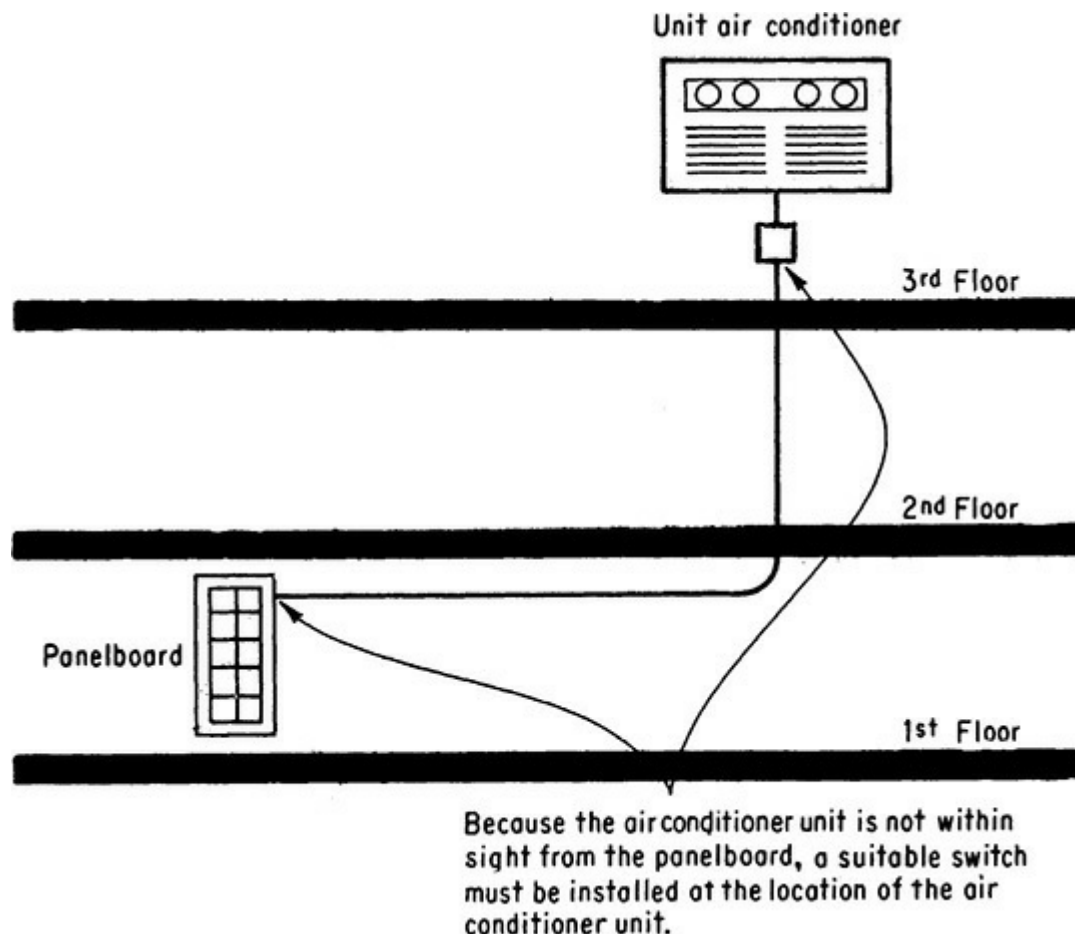 Unit air conditioner
3rd Floor
2nd Floor
Panelboard
1st Floor
Because the air conditioner unit is not within
sight from the panelboard, a suitable switch
must be installed at the location of the air
conditioner unit.